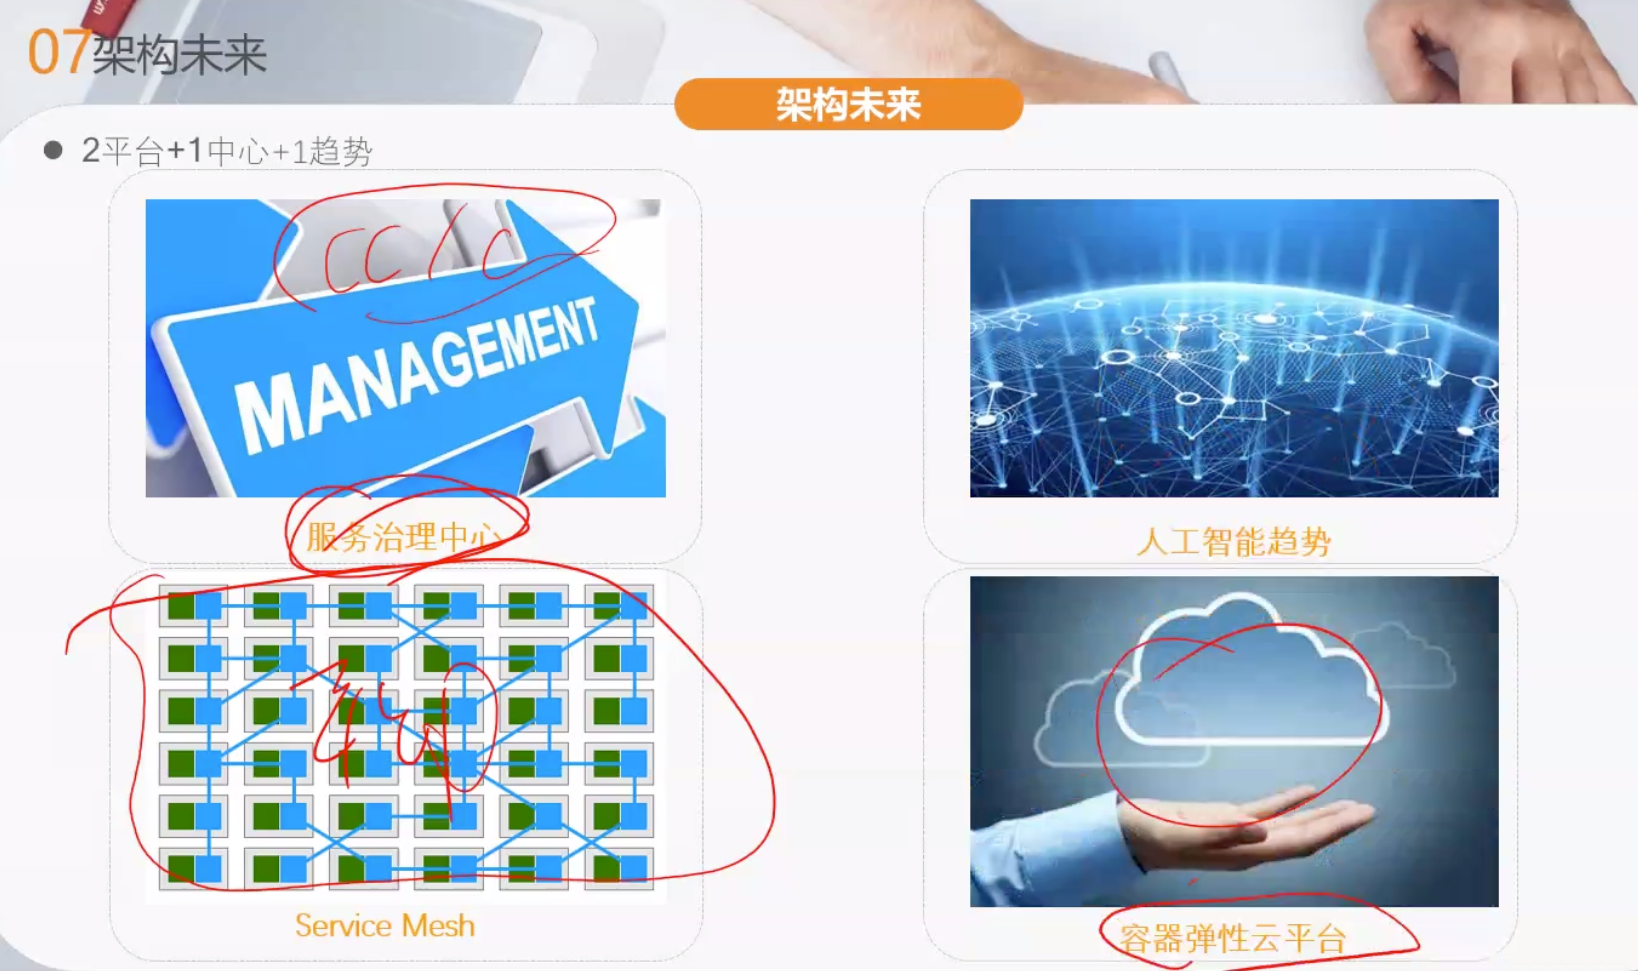 07架构未来
架构未来
2平台+1中心+1趋势
CC/C
MANAGEMENT
服务治理中心
人工智能趋势
Service Mesh
容器弹性云平台